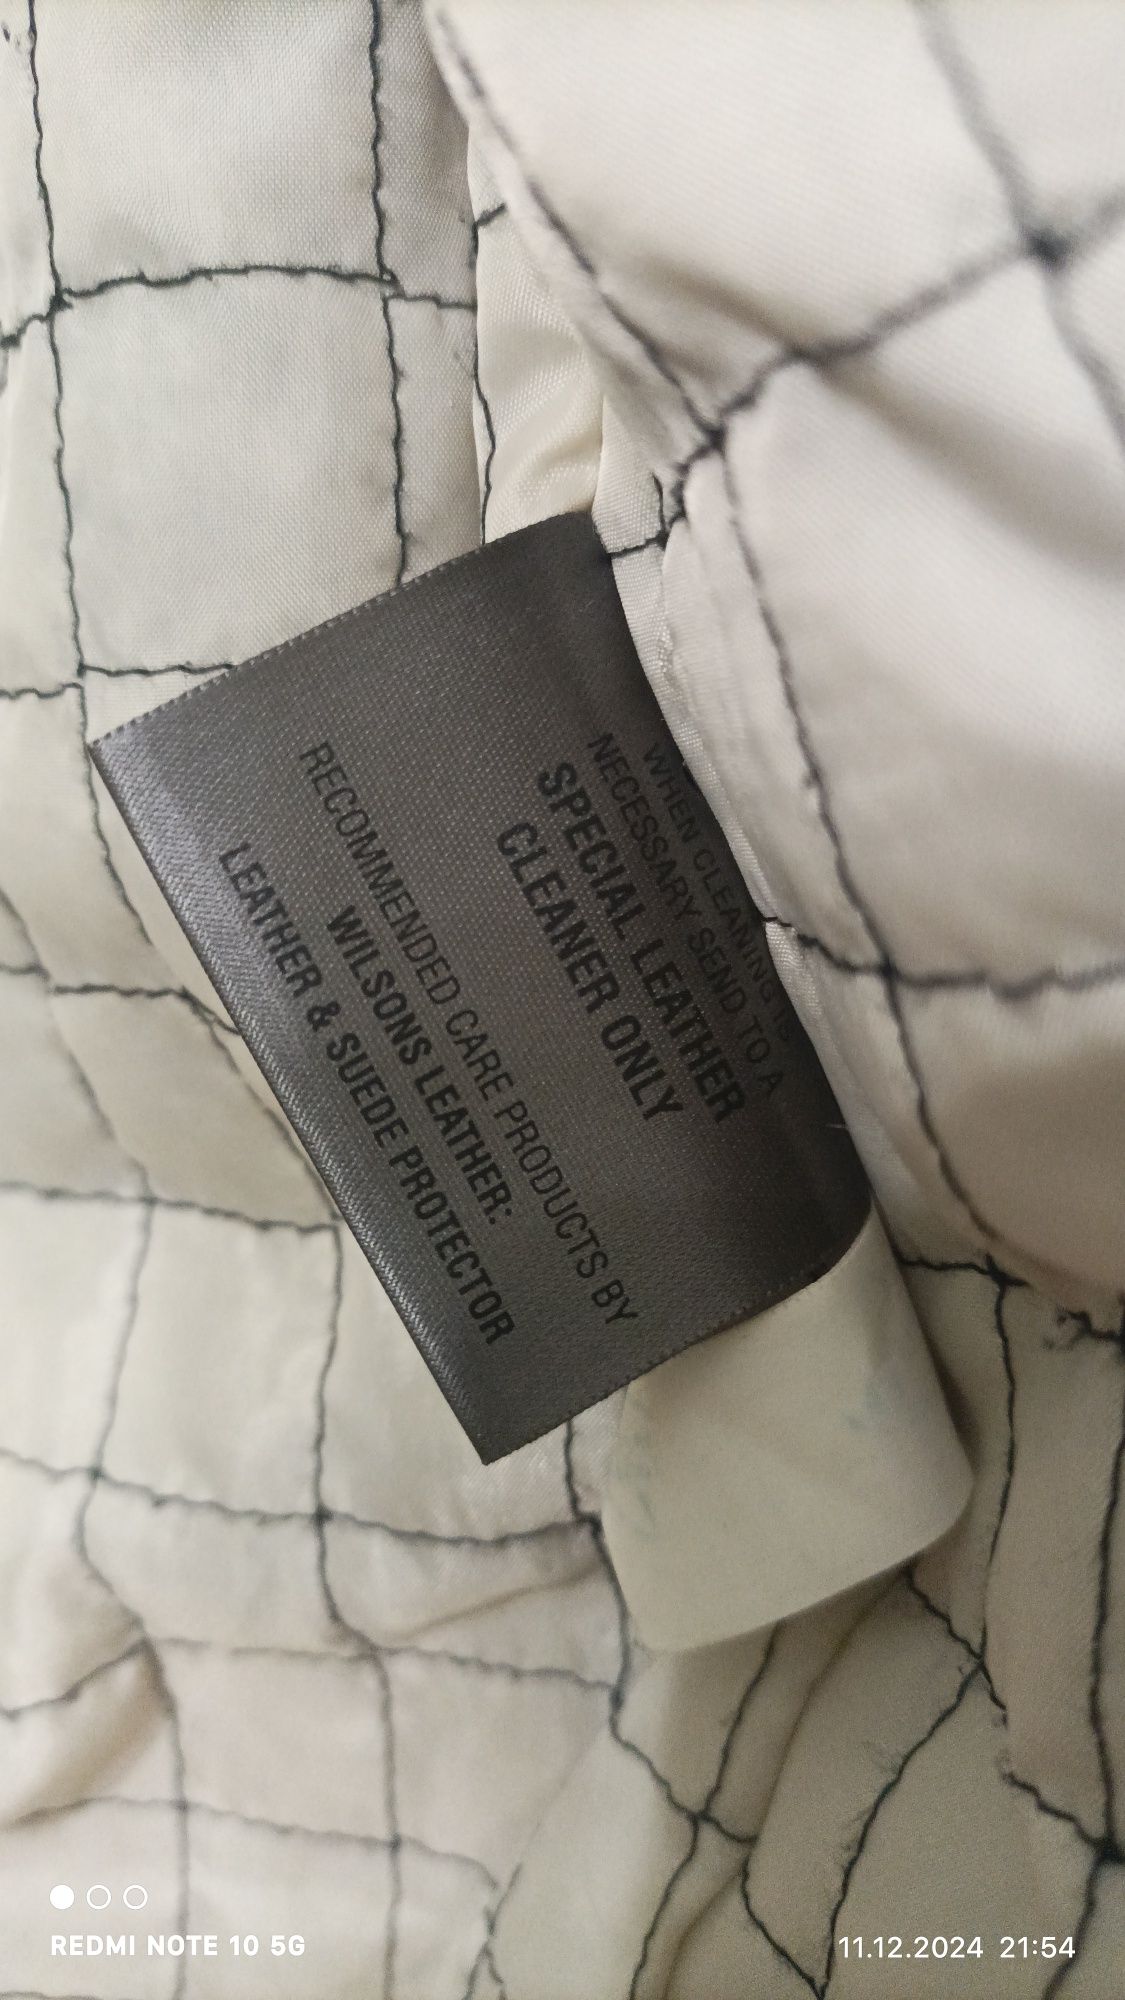 WHEN CLEANING IS
NECESSARY SEND TO A
SPECIAL LEATHER
CLEANER ONLY
RECOMMENDED CARE PRODUCTS BY
WILSONS LEATHER:
LEATHER & SUEDE PROTECTOR
REDMI NOTE 10 5G
11.12.2024 21:54